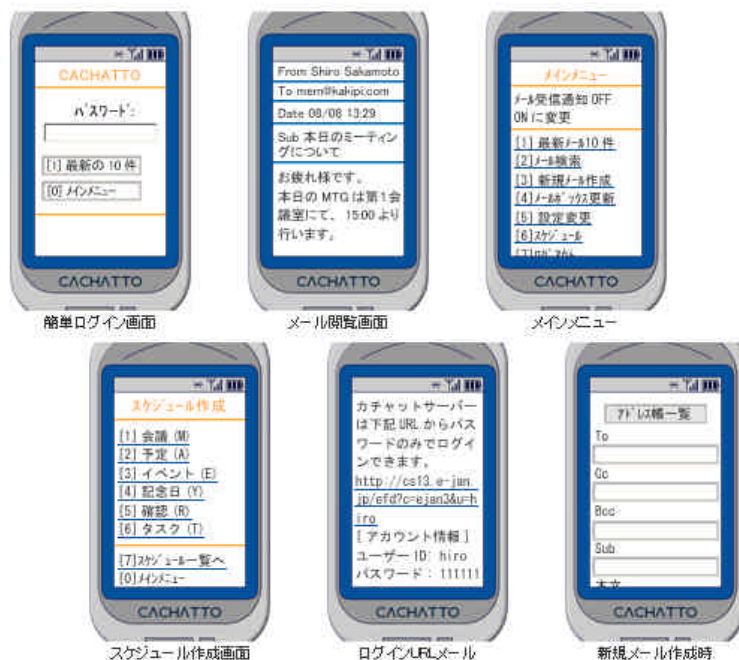 CACHATTO
ﾊﾟｽﾜｰﾄﾞ:
[1] 最新の 10 件
[0] ﾒｲﾝﾒﾆｭｰ
CACHATTO
簡単ログイン画面
From Shiro Sakamoto
To mem@kakipi.com
Date 08/08 13:29
Sub 本日のミーティン
グについて
お疲れ様です。
本日の MTG は第1会
議室にて、 15:00 より
行います。
CACHATTO
メール閲覧画面
ﾒｲﾝﾒﾆｭｰ
ﾒｰﾙ受信通知 OFF
ON に変更
[1] 最新ﾒｰﾙ10 件
[2]ﾒｰﾙ検索
[3] 新規ﾒｰﾙ作成
[4]ﾒｰﾙﾎﾞｯｸｽ更新
[5] 設定変更
[6]ｽｹｼﾞｭｰﾙ
CACHATTO
メインメニュー
ｽｹｼﾞｭｰﾙ作成
[1] 会議 (M)
[2] 予定 (A)
[3] イベント (E)
[4] 記念日 (Y)
[5] 確認 (R)
[6] タスク (T)
[7]ｽｹｼﾞｭｰﾙ一覧へ
[0]ﾒｲﾝﾒﾆｭｰ
CACHATTO
スケジュール作成画面
カチャットサーバー
は下記 URL からパス
ワードのみでログイ
ンできます。
http://cs13.e-jan.
jp/efd?c=ejan3&u=h
iro
[アカウント情報]
ユーザー ID: hiro
パスワード: 111111
CACHATTO
ログインURLメール
ｱﾄﾞﾚｽ帳一覧
To
Cc
Bcc
Sub
本文
CACHATTO
新規メール作成時